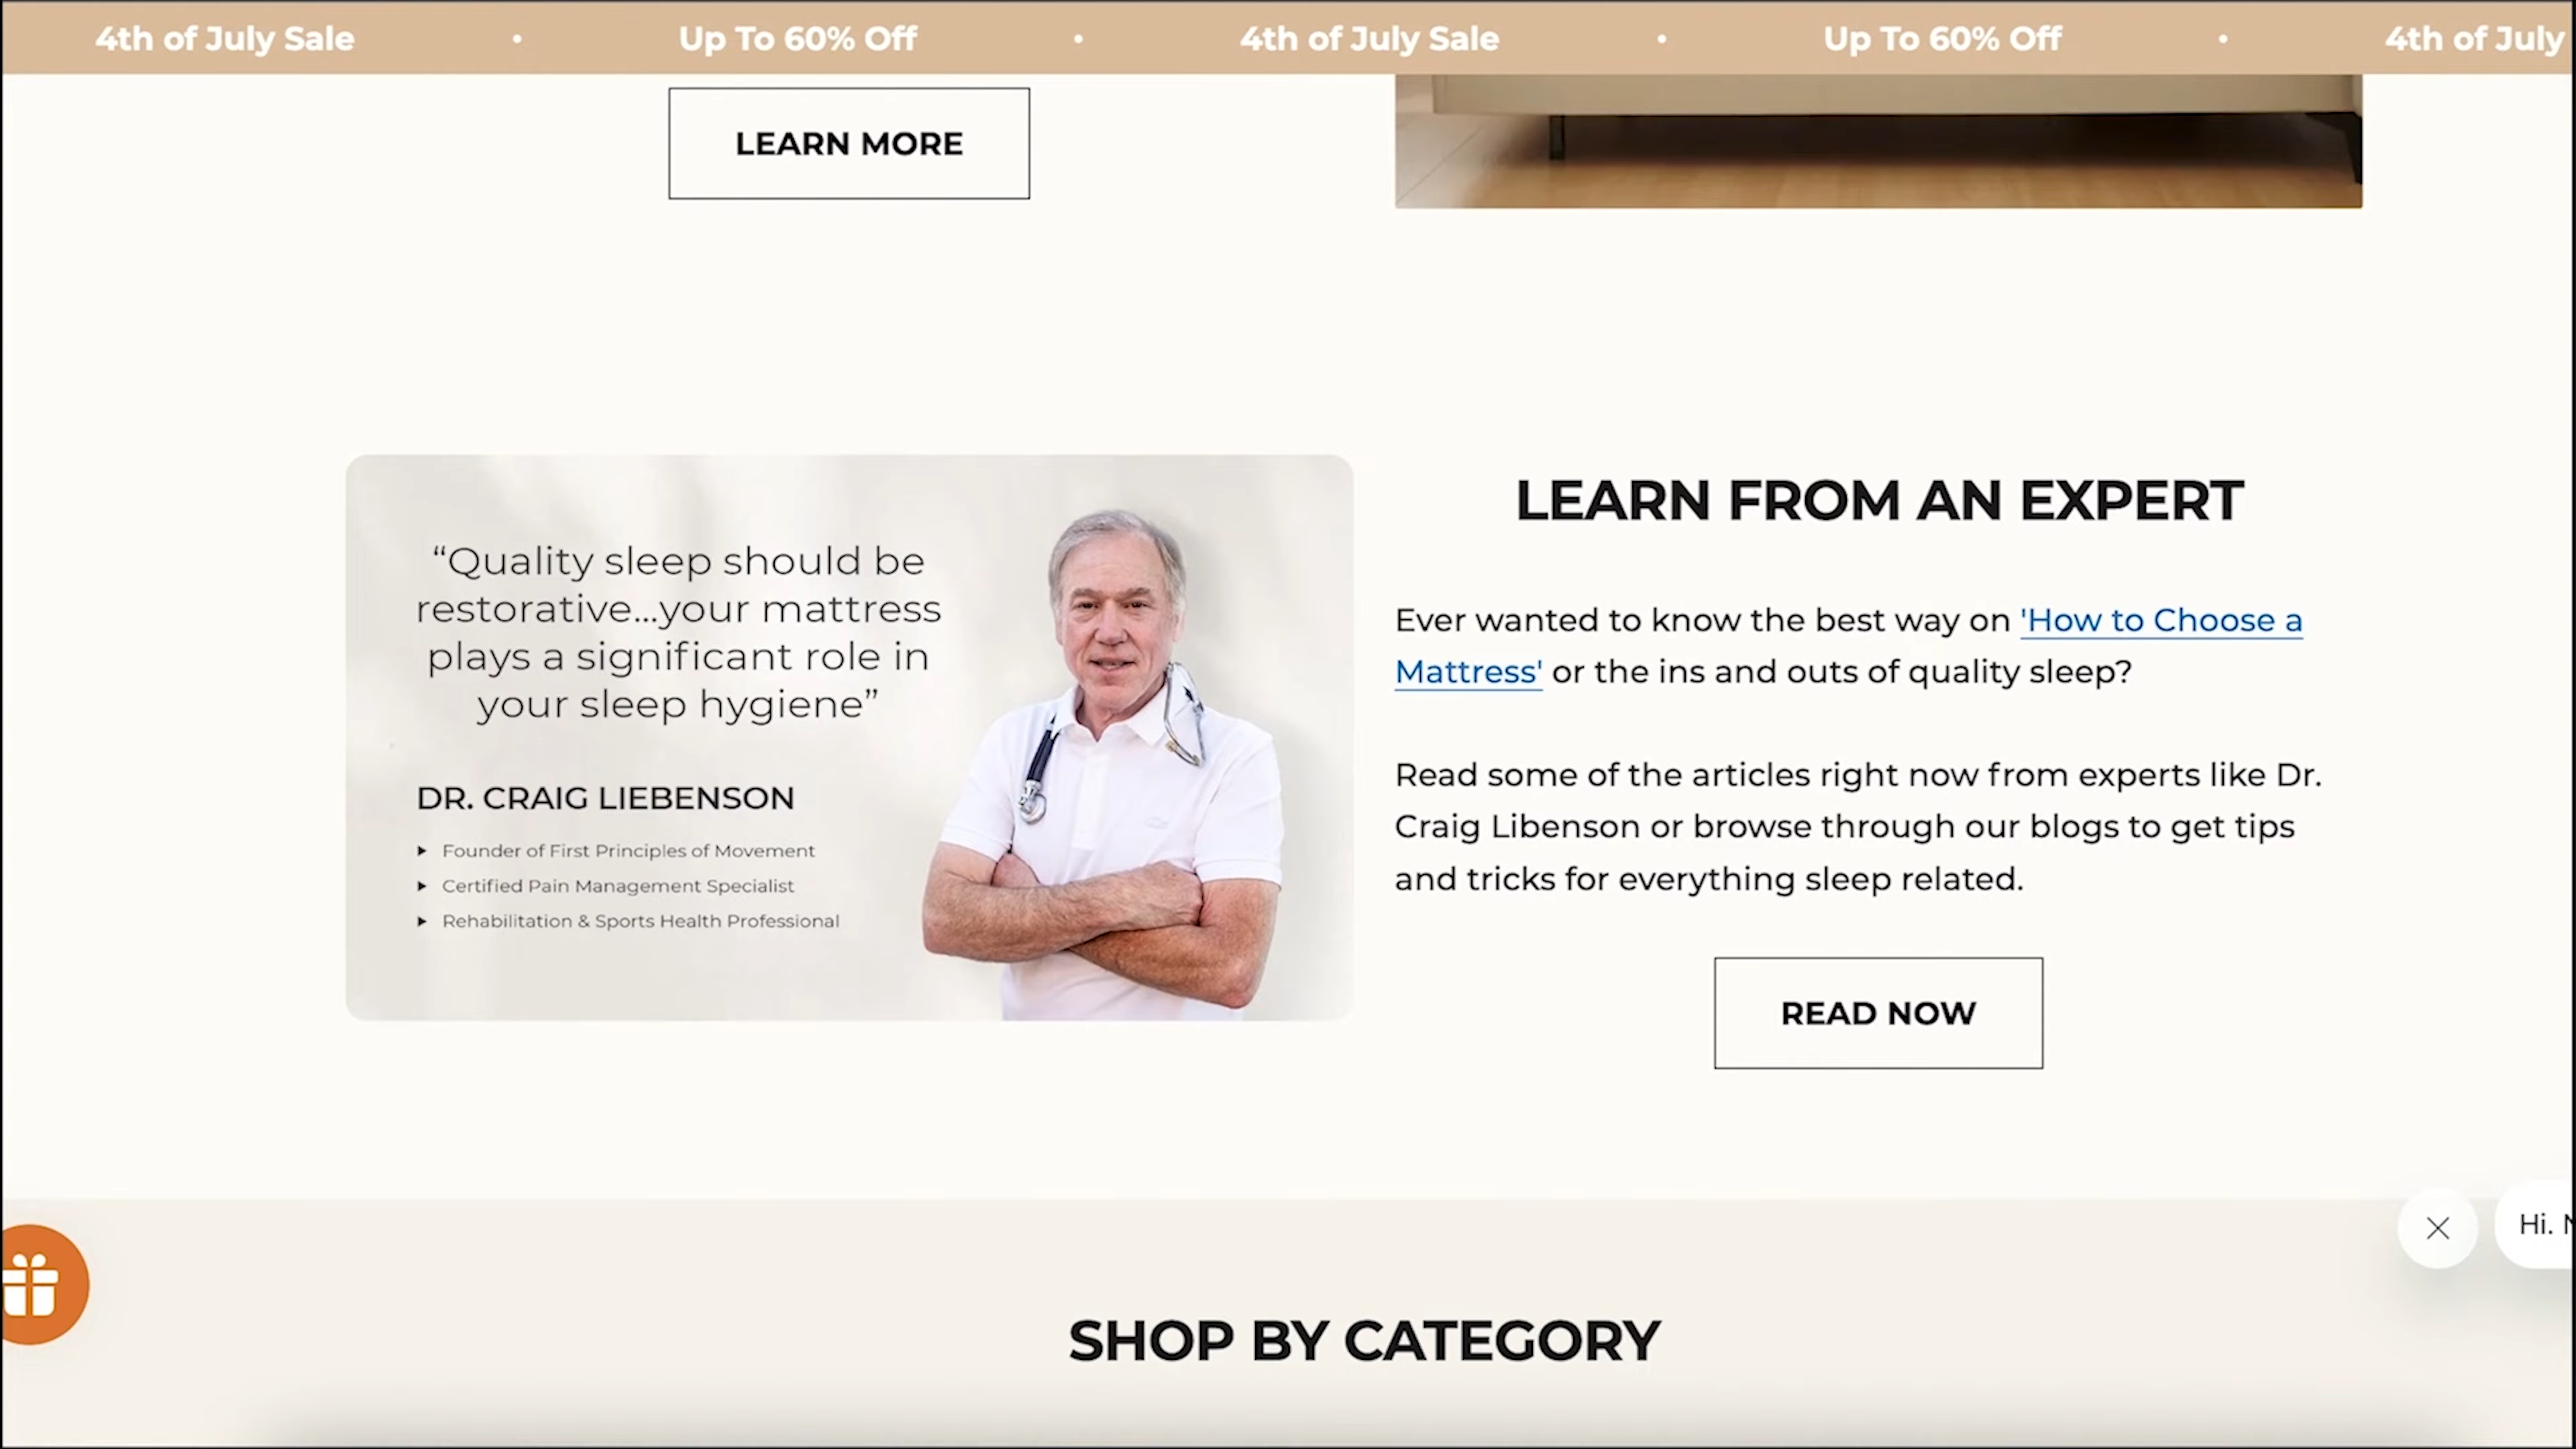 4th of July Sale • Up To 60% Off • 4th of July Sale • Up To 60% Off • 4th of July
LEARN MORE
“Quality sleep should be
restorative...your mattress
plays a significant role in
your sleep hygiene”
DR. CRAIG LIEBENSON
Founder of First Principles of Movement
Certified Pain Management Specialist
Rehabilitation & Sports Health Professional
LEARN FROM AN EXPERT
Ever wanted to know the best way on 'How to Choose a
Mattress' or the ins and outs of quality sleep?
Read some of the articles right now from experts like Dr.
Craig Libenson or browse through our blogs to get tips
and tricks for everything sleep related.
READ NOW
Hi.
SHOP BY CATEGORY